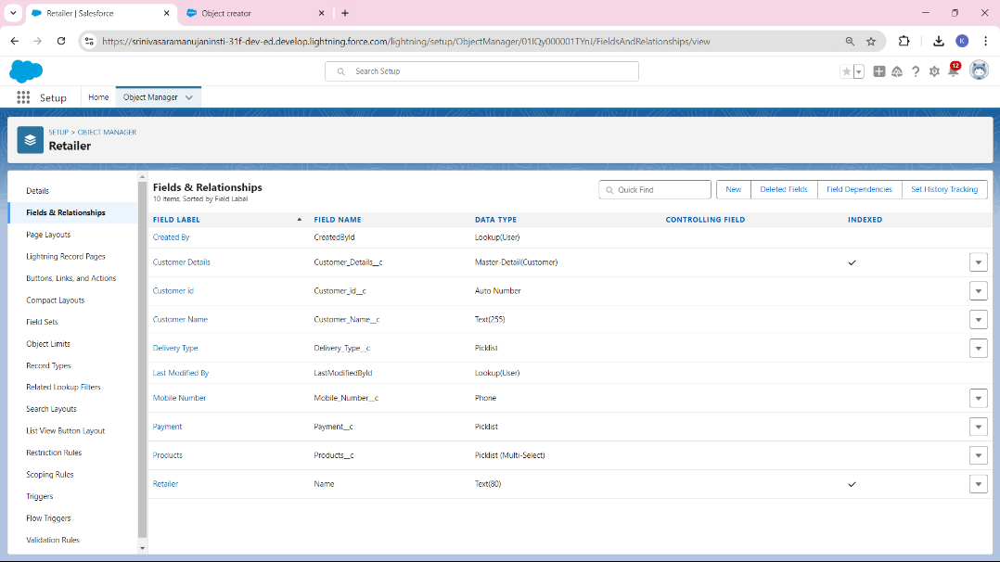 Retailer | Salesforce
Object creator
https://srinivasaramanujaninsti-31f-dev-ed.develop.lightning.force.com/lightning/setup/ObjectManager/01IQy000001TYnJ/FieldsAndRelationships/view
K
Search Setup
12
Setup
Home
Object Manager
SETUP > OBJECT MANAGER
Retailer
Details
Fields & Relationships
Page Layouts
Lightning Record Pages
Buttons, Links, and Actions
Compact Layouts
Field Sets
Object Limits
Record Types
Related Lookup Filters
Search Layouts
List View Button Layout
Restriction Rules
Scoping Rules
Triggers
Flow Triggers
Validation Rules
Fields & Relationships
10 Items, Sorted by Field Label
Quick Find
New
Deleted Fields
Field Dependencies
Set History Tracking
FIELD LABEL FIELD NAME DATA TYPE CONTROLLING FIELD INDEXED
Created By CreatedById Lookup(User)
Customer Details Customer_Details__c Master-Detail(Customer)
Customer id Customer_id__c Auto Number
Customer Name Customer_Name__c Text(255)
Delivery Type Delivery_Type__c Picklist
Last Modified By LastModifiedById Lookup(User)
Mobile Number Mobile_Number__c Phone
Payment Payment__c Picklist
Products Products__c Picklist (Multi-Select)
Retailer Name Text(80)